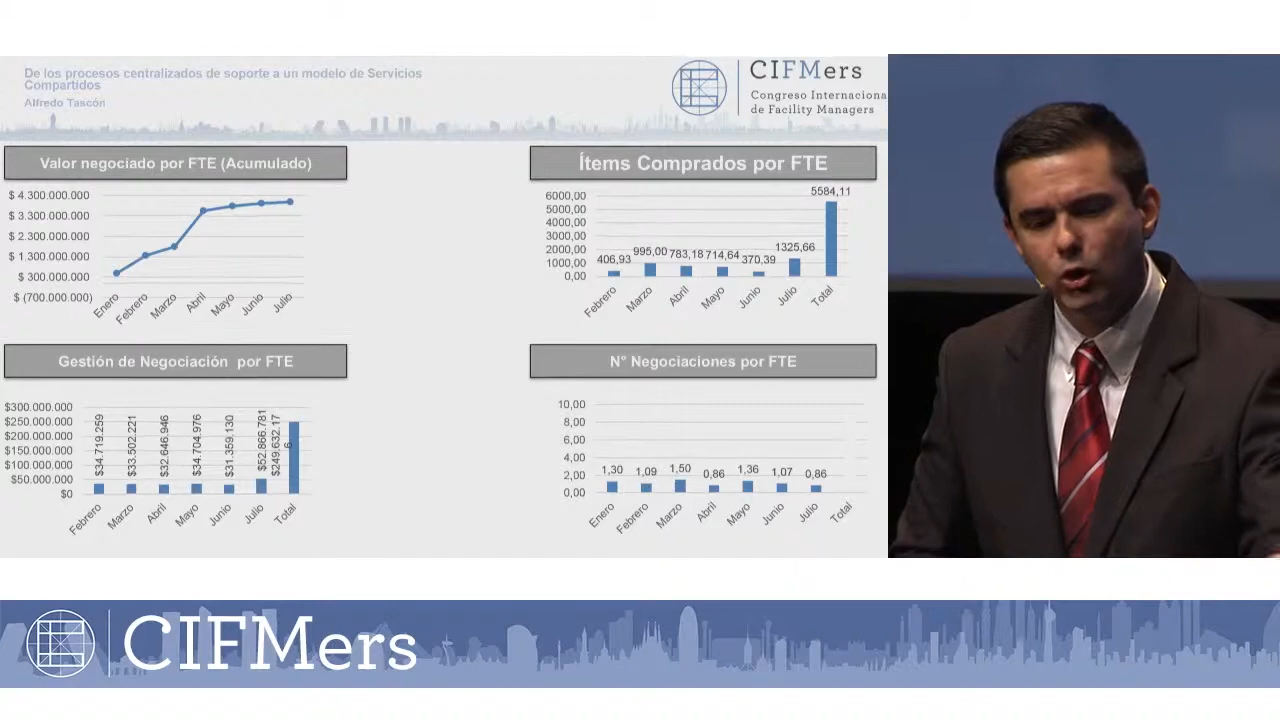 De los procesos centralizados de soporte a un modelo de Servicios
Compartidos
Alfredo Tascón
CIFMers
Congreso Internaciona
de Facility Managers
Valor negociado por FTE (Acumulado)
$ 4.300.000.000
$ 3.300.000.000
$ 2.300.000.000
$ 1.300.000.000
$ 300.000.000
$ (700.000.000)
Enero
Febrero
Marzo
Abril
Mayo
Junio
Julio
Ítems Comprados por FTE
6000,00
5000,00
4000,00
3000,00
2000,00
1000,00
0,00
406,93
995,00
783,18
714,64
370,39
1325,66
5584,11
Febrero
Marzo
Abril
Mayo
Junio
Julio
Total
Gestión de Negociación por FTE
$300.000.000
$250.000.000
$200.000.000
$150.000.000
$100.000.000
$50.000.000
$0
$34.719.259
$33.502.221
$32.646.946
$34.704.976
$31.359.130
$52.866.781
$249.632.17
6
Febrero
Marzo
Abril
Mayo
Junio
Julio
Total
N° Negociaciones por FTE
10,00
8,00
6,00
4,00
2,00
0,00
1,30
1,09
1,50
0,86
1,36
1,07
0,86
Enero
Febrero
Marzo
Abril
Mayo
Junio
Julio
Total
CIFMers